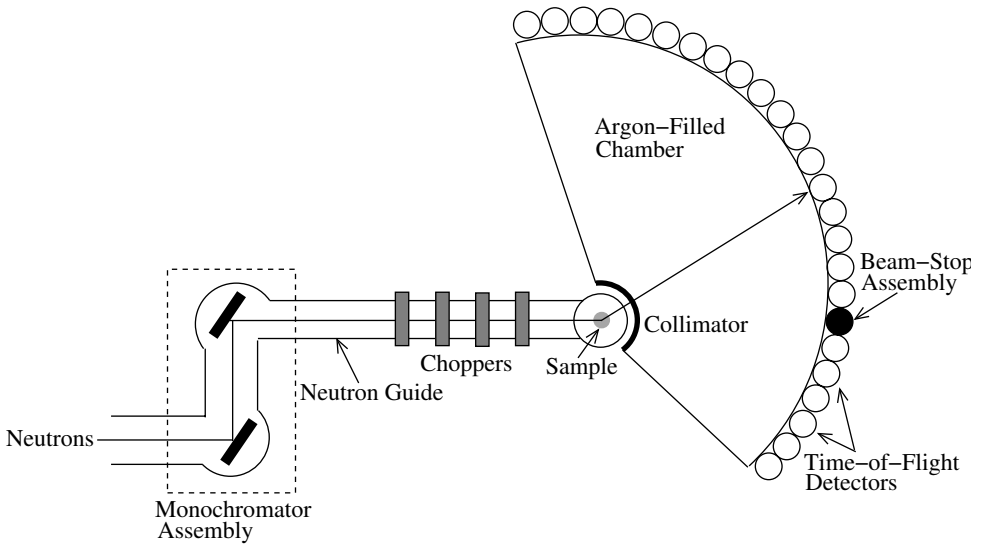 Argon−Filled
Chamber
Beam−Stop
Assembly
Collimator
Choppers
Sample
Neutron Guide
Neutrons
Time−of−Flight
Detectors
Monochromator
Assembly